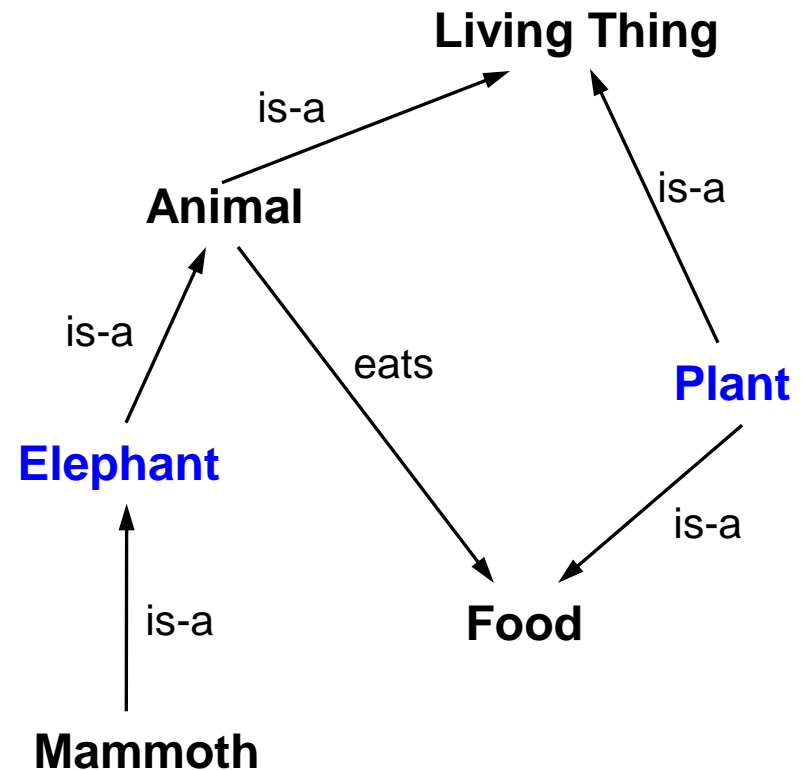 Living Thing
is-a
is-a
Animal
is-a
eats
Plant
Elephant
is-a
is-a
Food
Mammoth